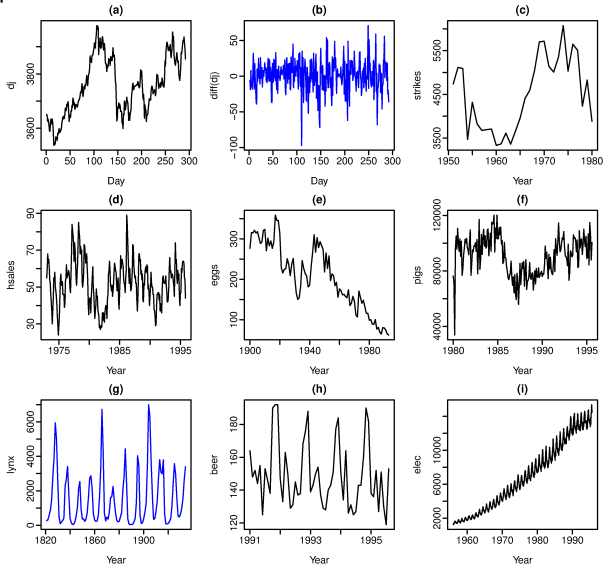 (a)
dj
3600 3800
0 50 100 150 200 250 300
Day
(b)
diff(dj)
-100 -50 0 50
0 50 100 150 200 250 300
Day
(c)
strikes
3500 4500 5500
1950 1960 1970 1980
Year
(d)
hsales
30 50 70 90
1975 1985 1995
Year
(e)
eggs
100 200 300
1900 1940 1980
Year
(f)
pigs
40000 80000 120000
1980 1985 1990 1995
Year
(g)
lynx
0 2000 4000 6000
1820 1860 1900
Year
(h)
beer
120 140 160 188
1991 1993 1995
Year
(i)
elec
2000 6000 10000
1960 1970 1980 1990
Year